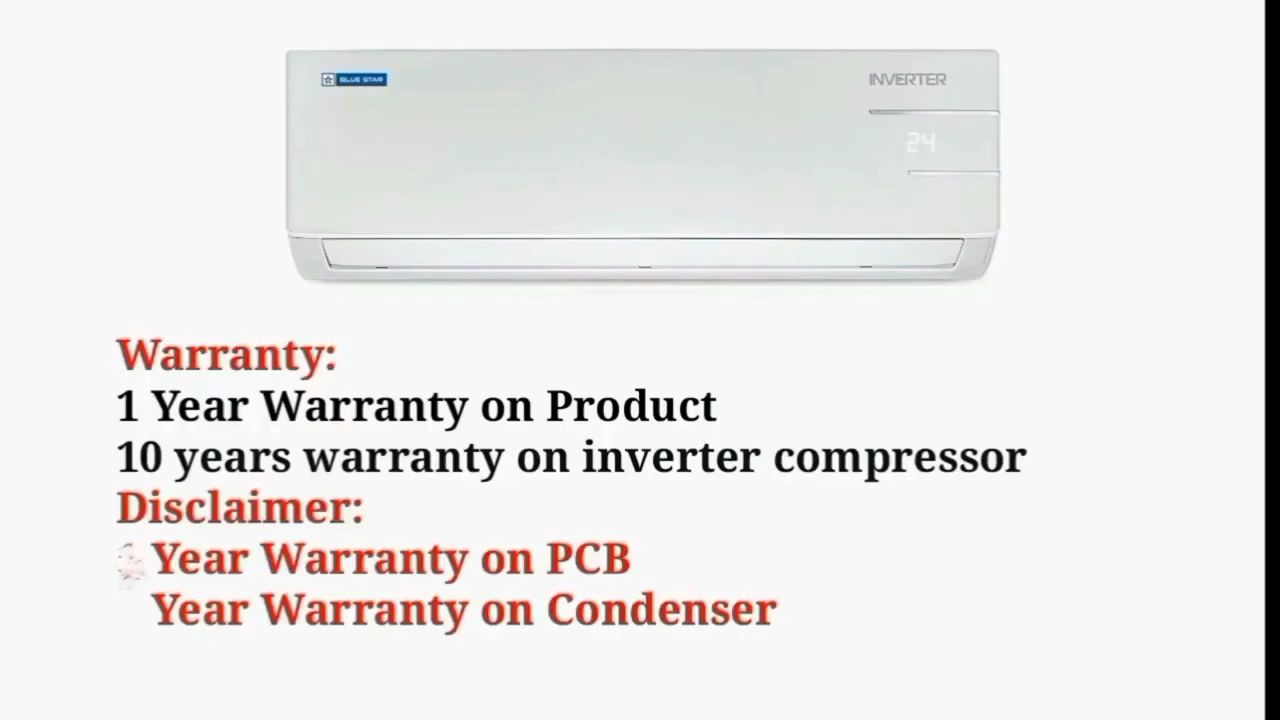 BLUE STAR
INVERTER
24
Warranty:
1 Year Warranty on Product
10 years warranty on inverter compressor
Disclaimer:
Year Warranty on PCB
Year Warranty on Condenser